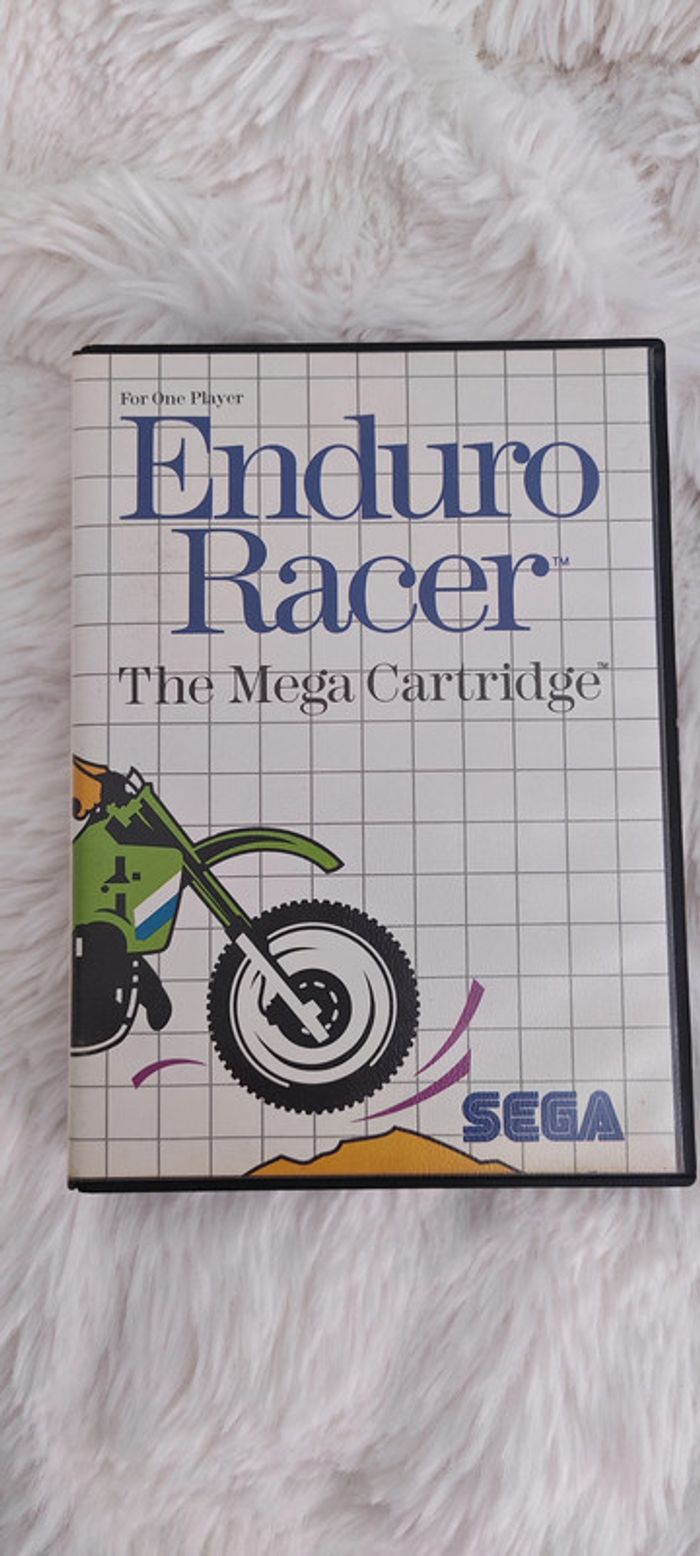 For One Player
Enduro
Racer™
The Mega Cartridge™
SEGA